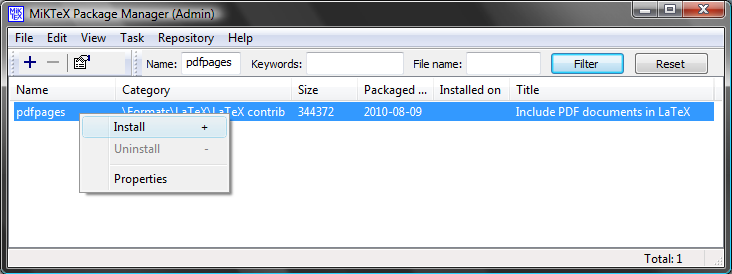 MiKTeX Package Manager (Admin)
File Edit View Task Repository Help
Name: pdfpages Keywords: File name: Filter Reset
Name Category Size Packaged ... Installed on Title
pdfpages \Formats\LaTeX\LaTeX contrib 344372 2010-08-09 Include PDF documents in LaTeX
Install +
Uninstall -
Properties
Total: 1